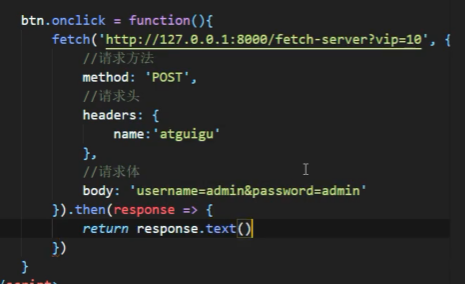 btn.onclick = function(){
fetch('http://127.0.0.1:8000/fetch-server?vip=10', {
//请求方法
method: 'POST',
//请求头
headers: {
name:'atguigu'
},
//请求体
body: 'username=admin&password=admin'
}).then(response => {
return response.text()
})
}